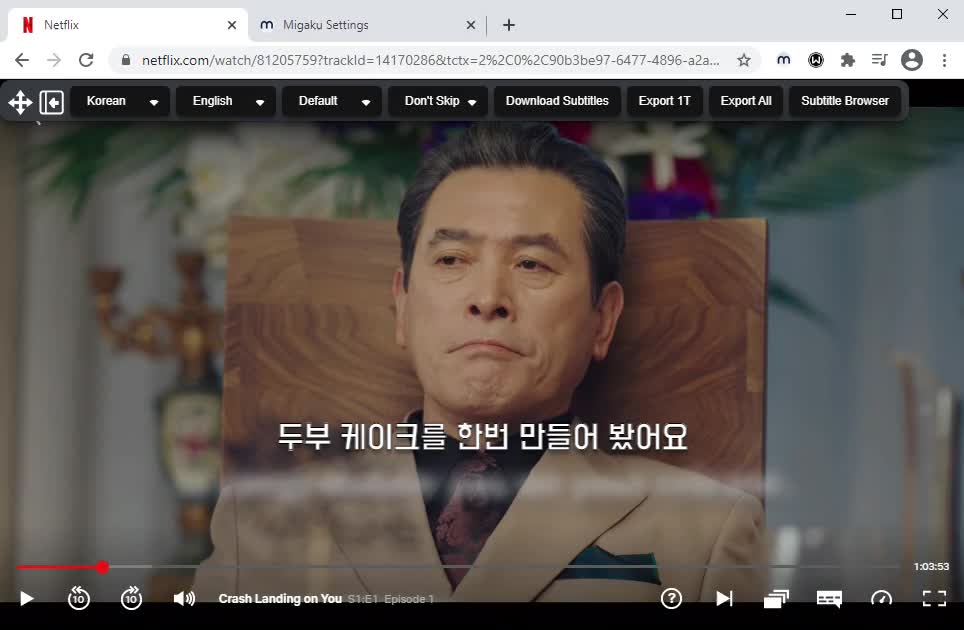 Netflix
Migaku Settings
netflix.com/watch/81205759?trackId=14170286&tctx=2%2C0%2C90b3be97-6477-4896-a2a...
Korean English Default Don't Skip Download Subtitles Export 1T Export All Subtitle Browser
두부 케이크를 한번 만들어 봤어요
1:03:53
10 10 Crash Landing on You S1:E1 Episode 1 ?